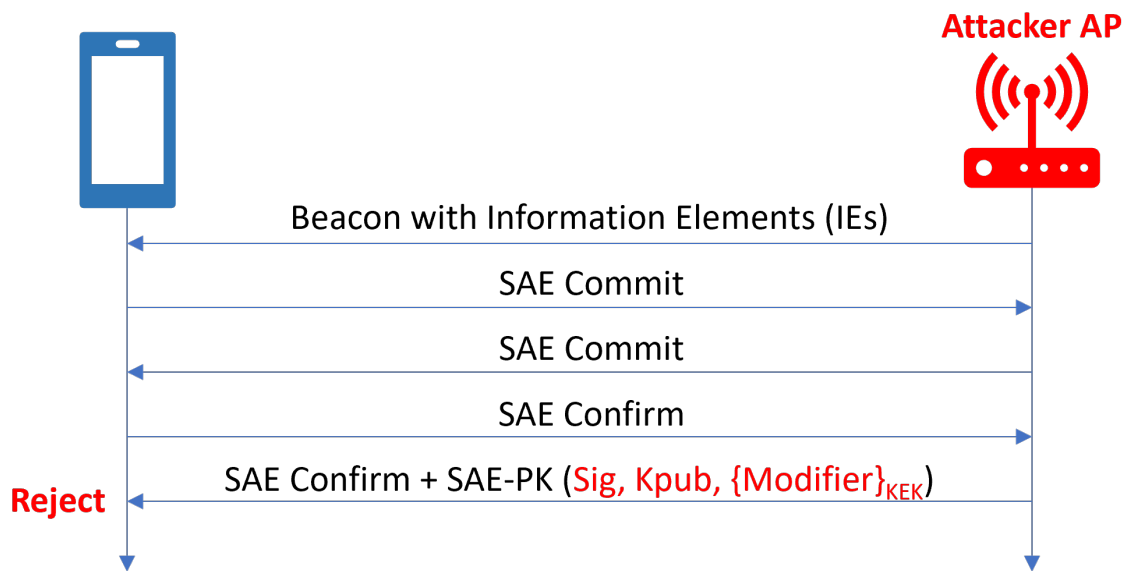 Attacker AP
Beacon with Information Elements (IEs)
SAE Commit
SAE Commit
SAE Confirm
SAE Confirm + SAE-PK (Sig, Kpub, {Modifier}KEK)
Reject